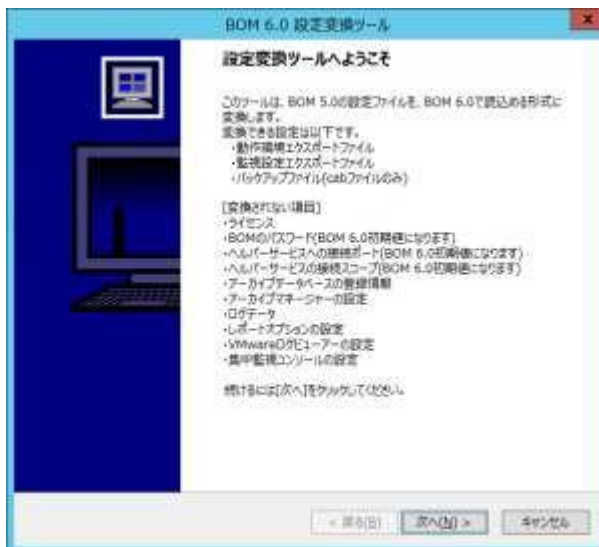 BOM 6.0 設定変換ツール
設定変換ツールへようこそ
このツールは、BOM 5.0の設定ファイルを、BOM 6.0で読込める形式に
変換します。
変換できる設定は以下です。
・動作環境エクスポートファイル
・監視設定エクスポートファイル
・バックアップファイル(cabファイルのみ)
[変換されない項目]
・ライセンス
・BOMのパスワード(BOM 6.0初期値になります)
・ヘルパーサービスへの接続ポート(BOM 6.0初期値になります)
・ヘルパーサービスの接続スコープ(BOM 6.0初期値になります)
・アーカイブデータベースの登録情報
・アーカイブマネージャーの設定
・ログデータ
・レポートオプションの設定
・VMwareログビューアーの設定
・集中監視コンソールの設定
続けるには[次へ]をクリックしてください。
< 戻る(B) 次へ(N) > キャンセル